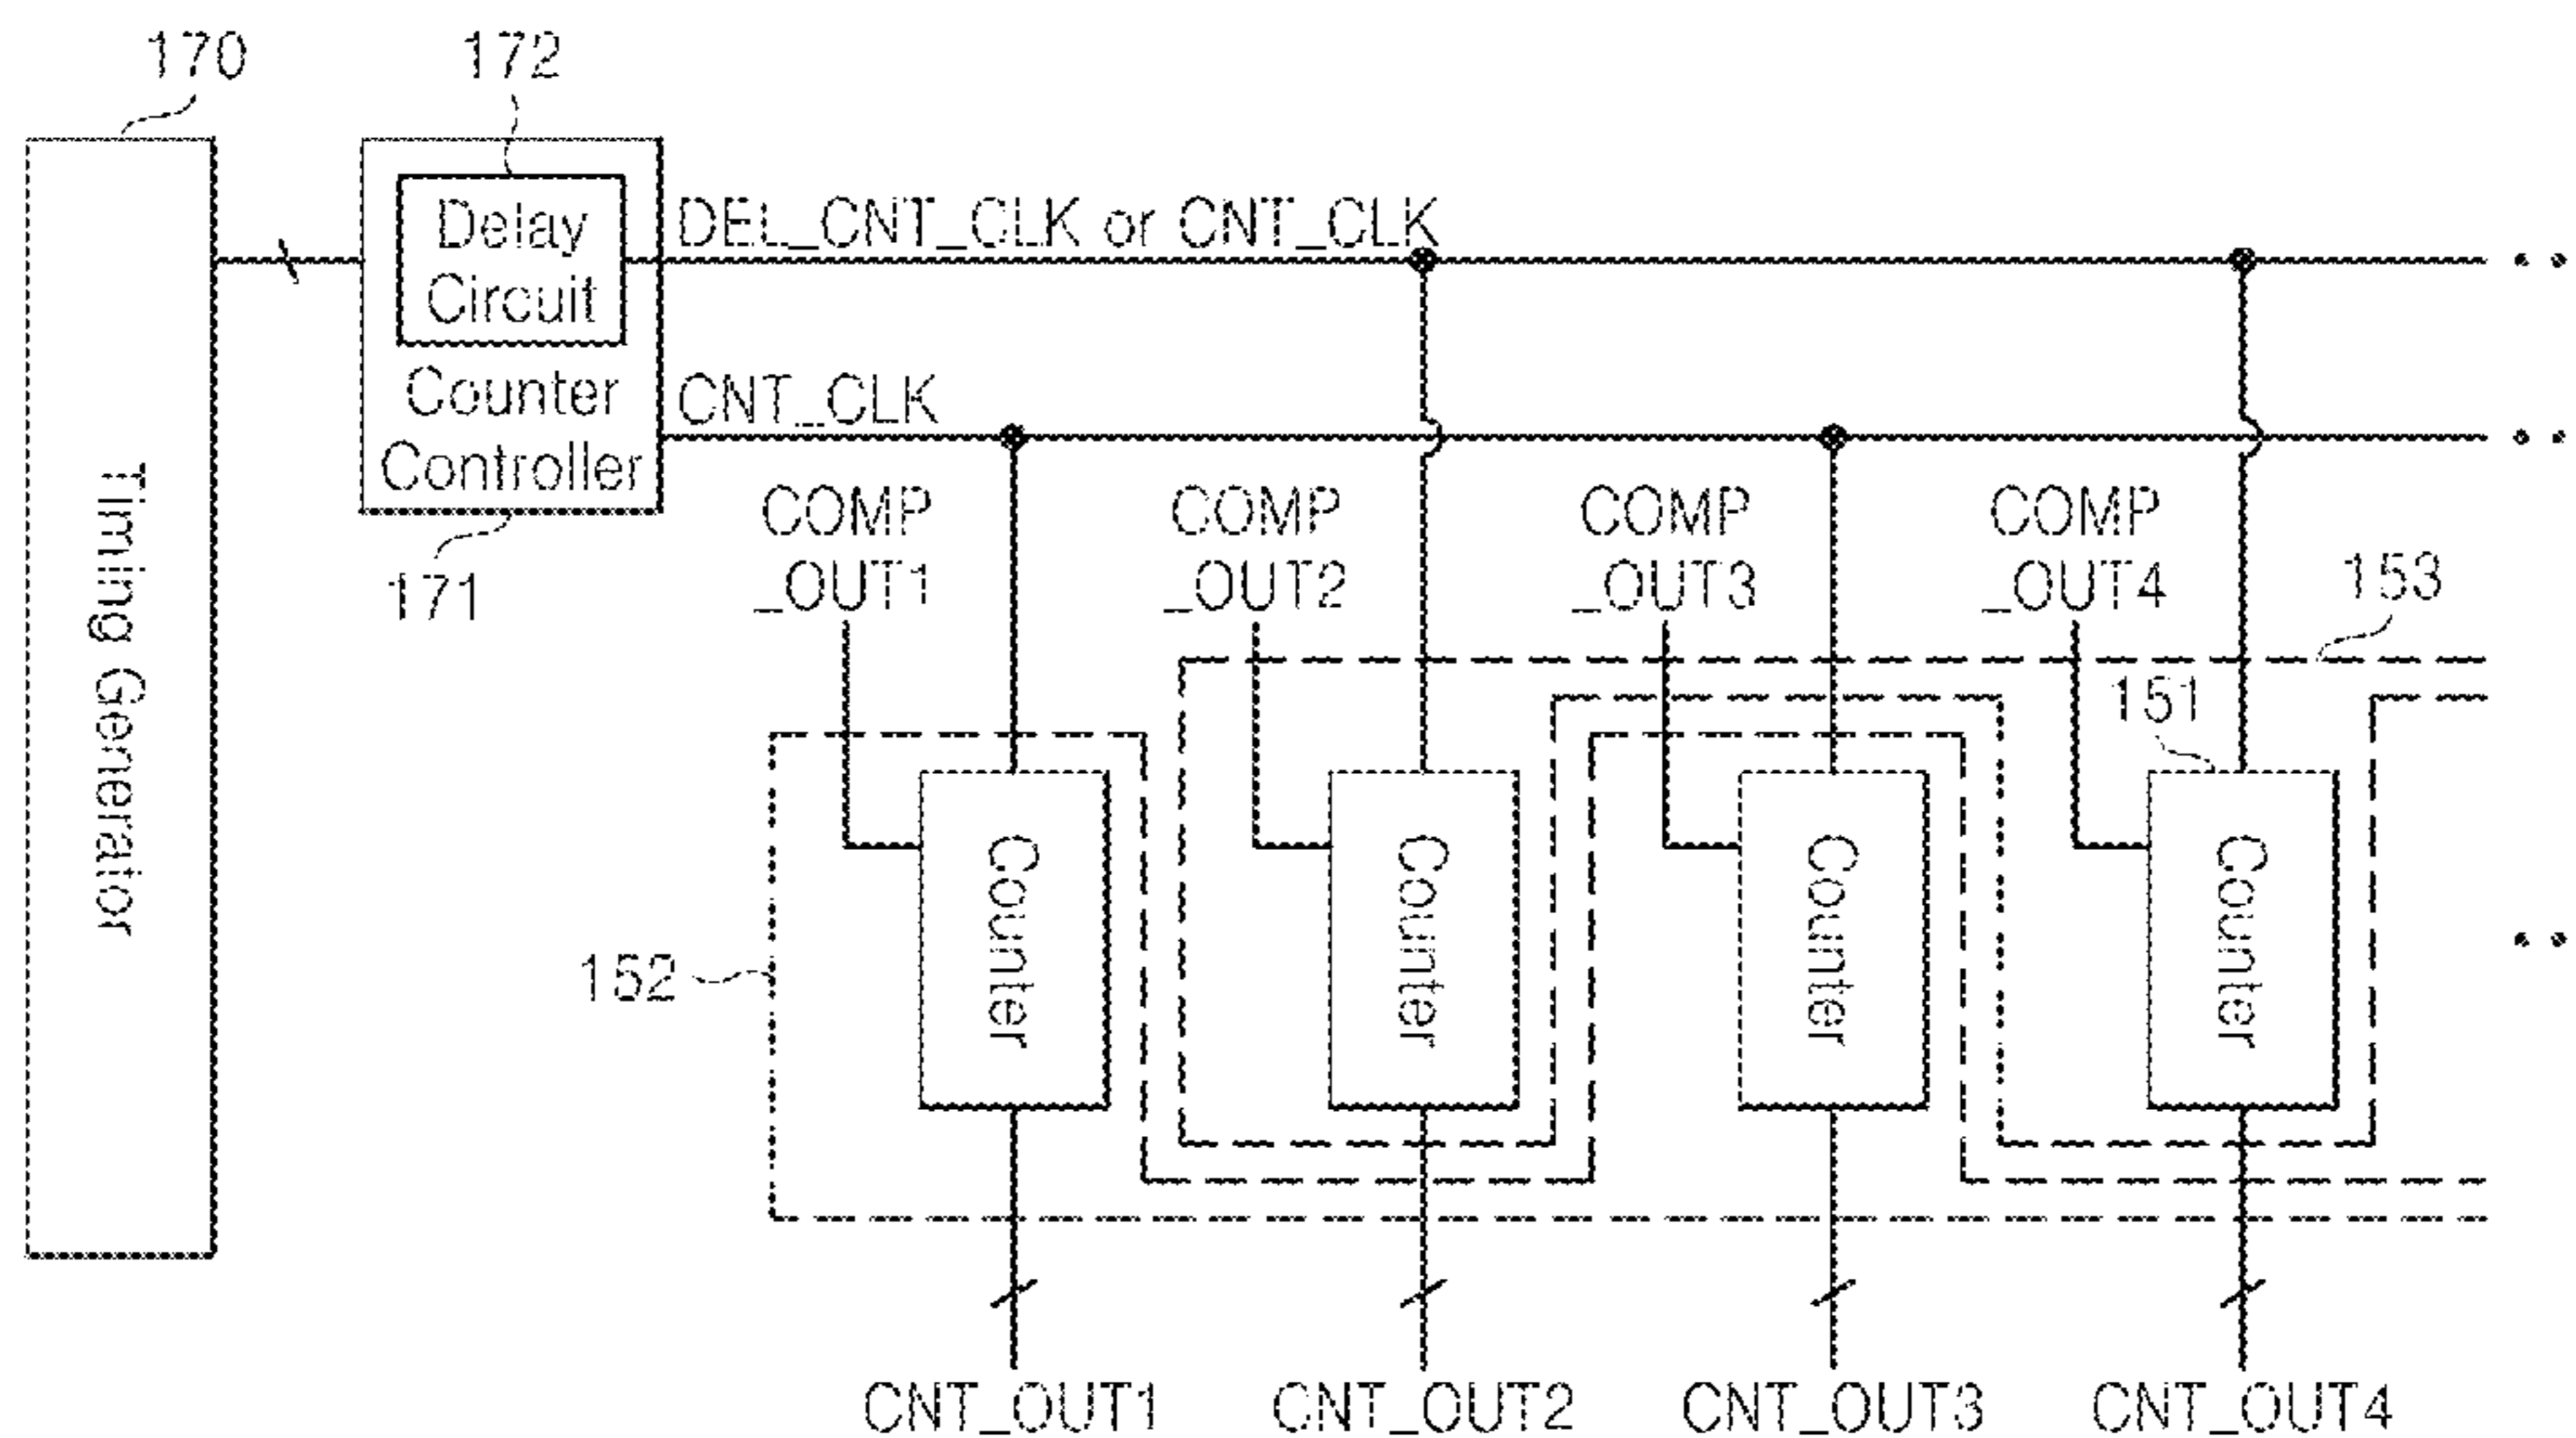 170
172
Delay
Circuit
Counter
Controller
171
Timing Generator
DEL_CNT_CLK or CNT_CLK
CNT_CLK
COMP
_OUT1
COMP
_OUT2
COMP
_OUT3
COMP
_OUT4
153
151
152
Counter
Counter
Counter
Counter
CNT_OUT1
CNT_OUT2
CNT_OUT3
CNT_OUT4